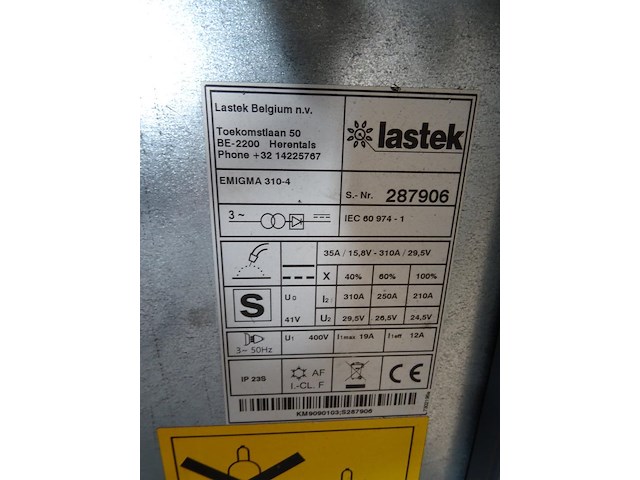 Lastek Belgium n.v.
Toekomstlaan 50
BE-2200 Herentals
Phone +32 14225767
lastek
EMIGMA 310-4
S.- Nr. 287906
3 ~
IEC 60 974 - 1
35A / 15,8V - 310A / 29,5V
X 40% 60% 100%
S
U0 I2 310A 250A 210A
41V U2 29,5V 26,5V 24,5V
3~ 50Hz
U1 400V I1max 19A I1eff 12A
IP 23S
AF
I.-CL. F
CE
KM9090103;S287906